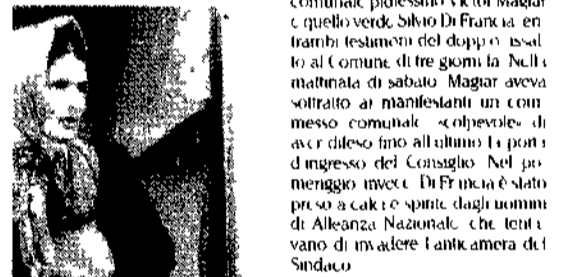 comunale pidiessino Victor Magiar
e quello verde Silvio Di Francia en
trambi testimoni del doppio assal
to al Comune di tre giorni fa Nella
mattinata di sabato Magiar aveva
sottratto ai manifestanti un com
messo comunale «colpevole» di
aver difeso fino all ultimo la porta
d ingresso del Consiglio Nel po
meriggio invece Di Francia è stato
preso a calci e spinte dagli uomini
di Alleanza Nazionale che tenta
vano di invadere l anticamera del
Sindaco